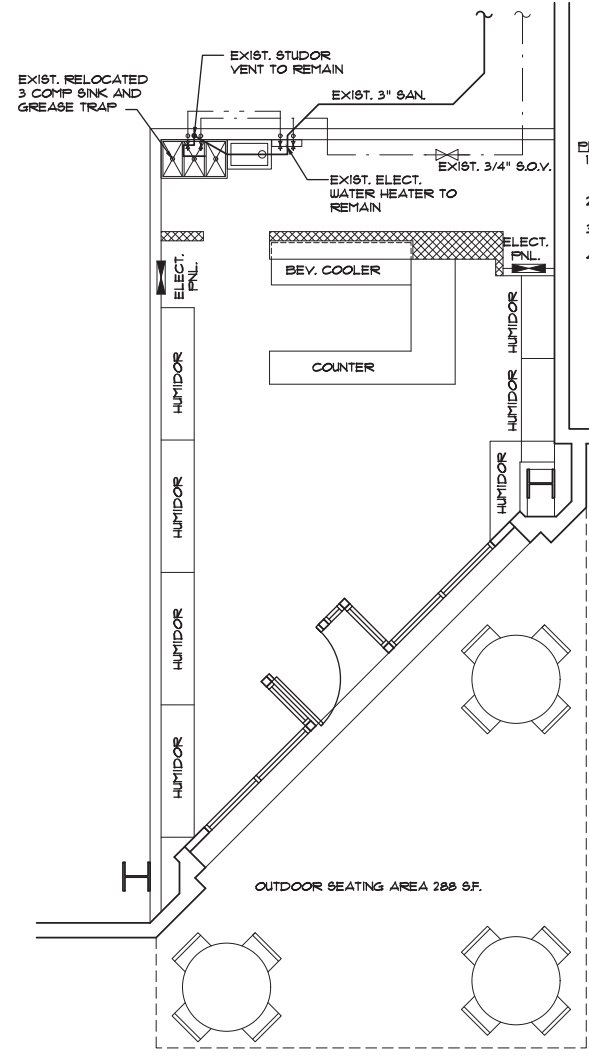 EXIST. STUDOR
VENT TO REMAIN
EXIST. RELOCATED
3 COMP SINK AND
GREASE TRAP
EXIST. 3" SAN.
EXIST. 3/4" S.O.V.
EXIST. ELECT.
WATER HEATER TO
REMAIN
ELECT.
PNL.
ELECT.
PNL.
BEV. COOLER
COUNTER
HUMIDOR
HUMIDOR
HUMIDOR
HUMIDOR
HUMIDOR
HUMIDOR
HUMIDOR
OUTDOOR SEATING AREA 288 S.F.